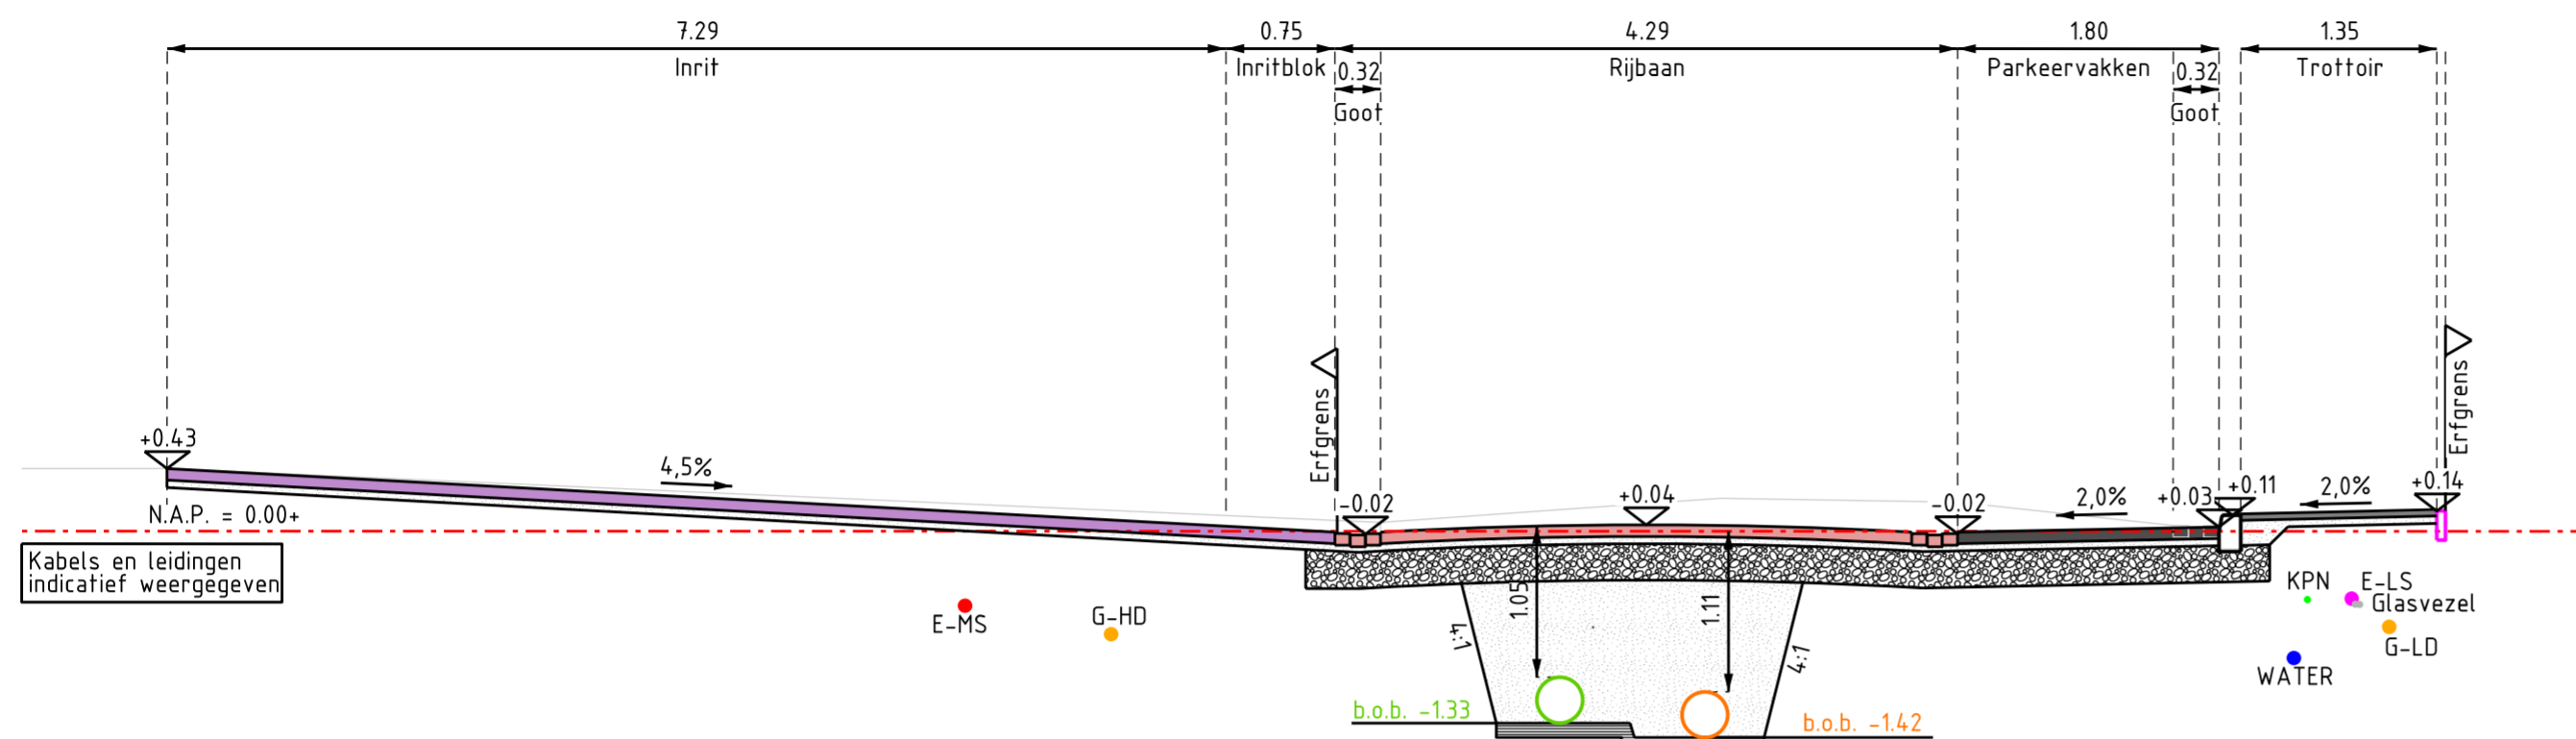 7.29
0.75
4.29
1.80
1.35
Inrit
Inritblok
0.32
Rijbaan
Parkeervakken
0.32
Trottoir
Goot
Goot
Erfgrens
Erfgrens
+0.43
4,5%
-0.02
+0.04
-0.02
2,0%
+0.03
+0.11
2,0%
+0.14
N.A.P. = 0.00+
Kabels en leidingen
indicatief weergegeven
E-MS
G-HD
4:1
1.05
1.11
4:1
KPN
E-LS
Glasvezel
G-LD
WATER
b.o.b. -1.33
b.o.b. -1.42